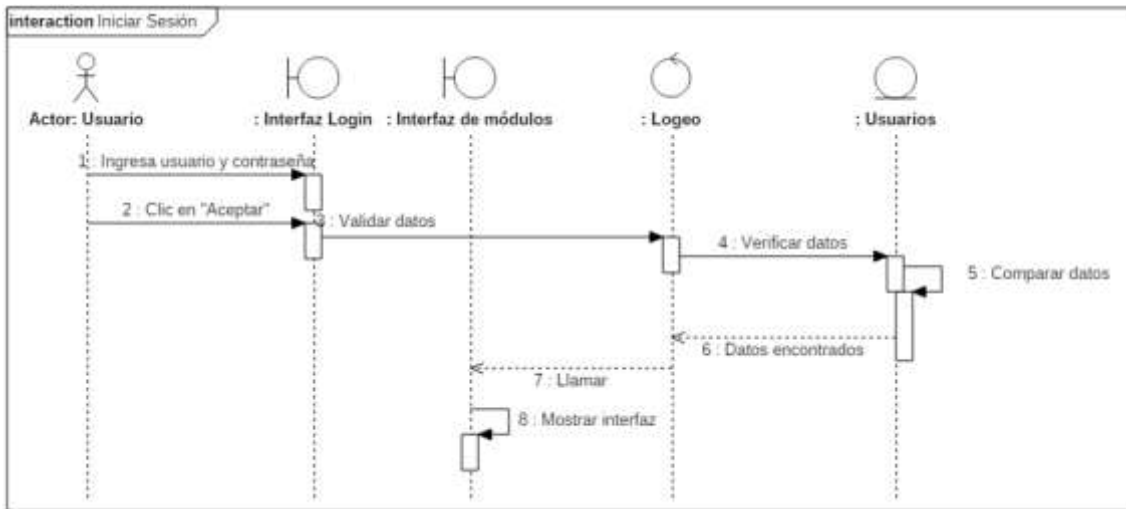 interaction Iniciar Sesión
Actor: Usuario
: Interfaz Login
: Interfaz de módulos
: Logeo
: Usuarios
1 : Ingresa usuario y contraseña
2 : Clic en "Aceptar"
3 : Validar datos
4 : Verificar datos
5 : Comparar datos
6 : Datos encontrados
7 : Llamar
8 : Mostrar interfaz